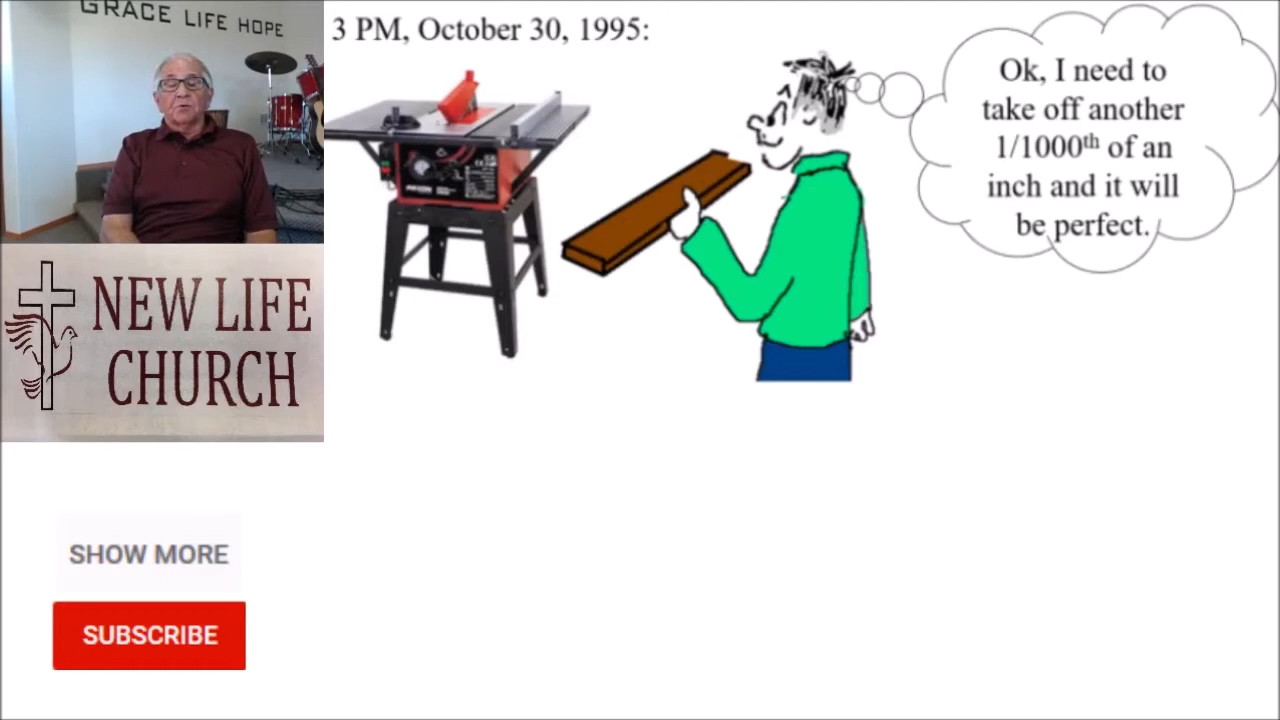 GRACE LIFE HOPE
3 PM, October 30, 1995:
Ok, I need to
take off another
1/1000th of an
inch and it will
be perfect.
NEW LIFE
CHURCH
SHOW MORE
SUBSCRIBE